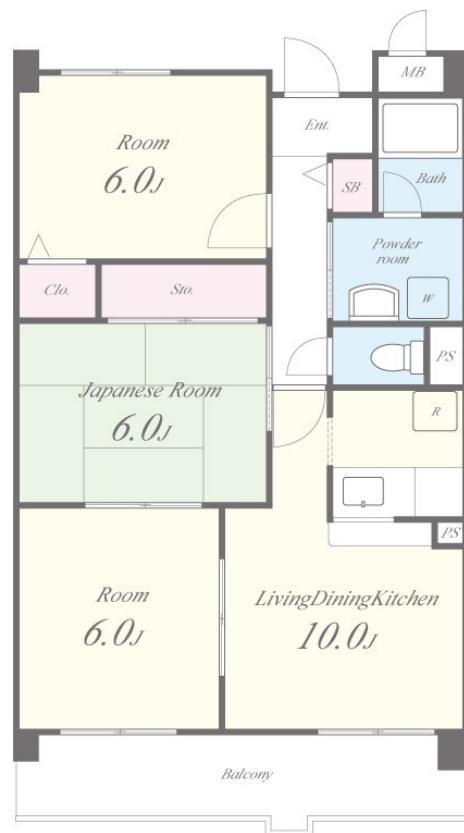 MB
Ent.
Room
6.0J
SB
Bath
Powder
room
W
Clo.
Sto.
PS
Japanese Room
6.0J
R
PS
Room
6.0J
LivingDiningKitchen
10.0J
Balcony